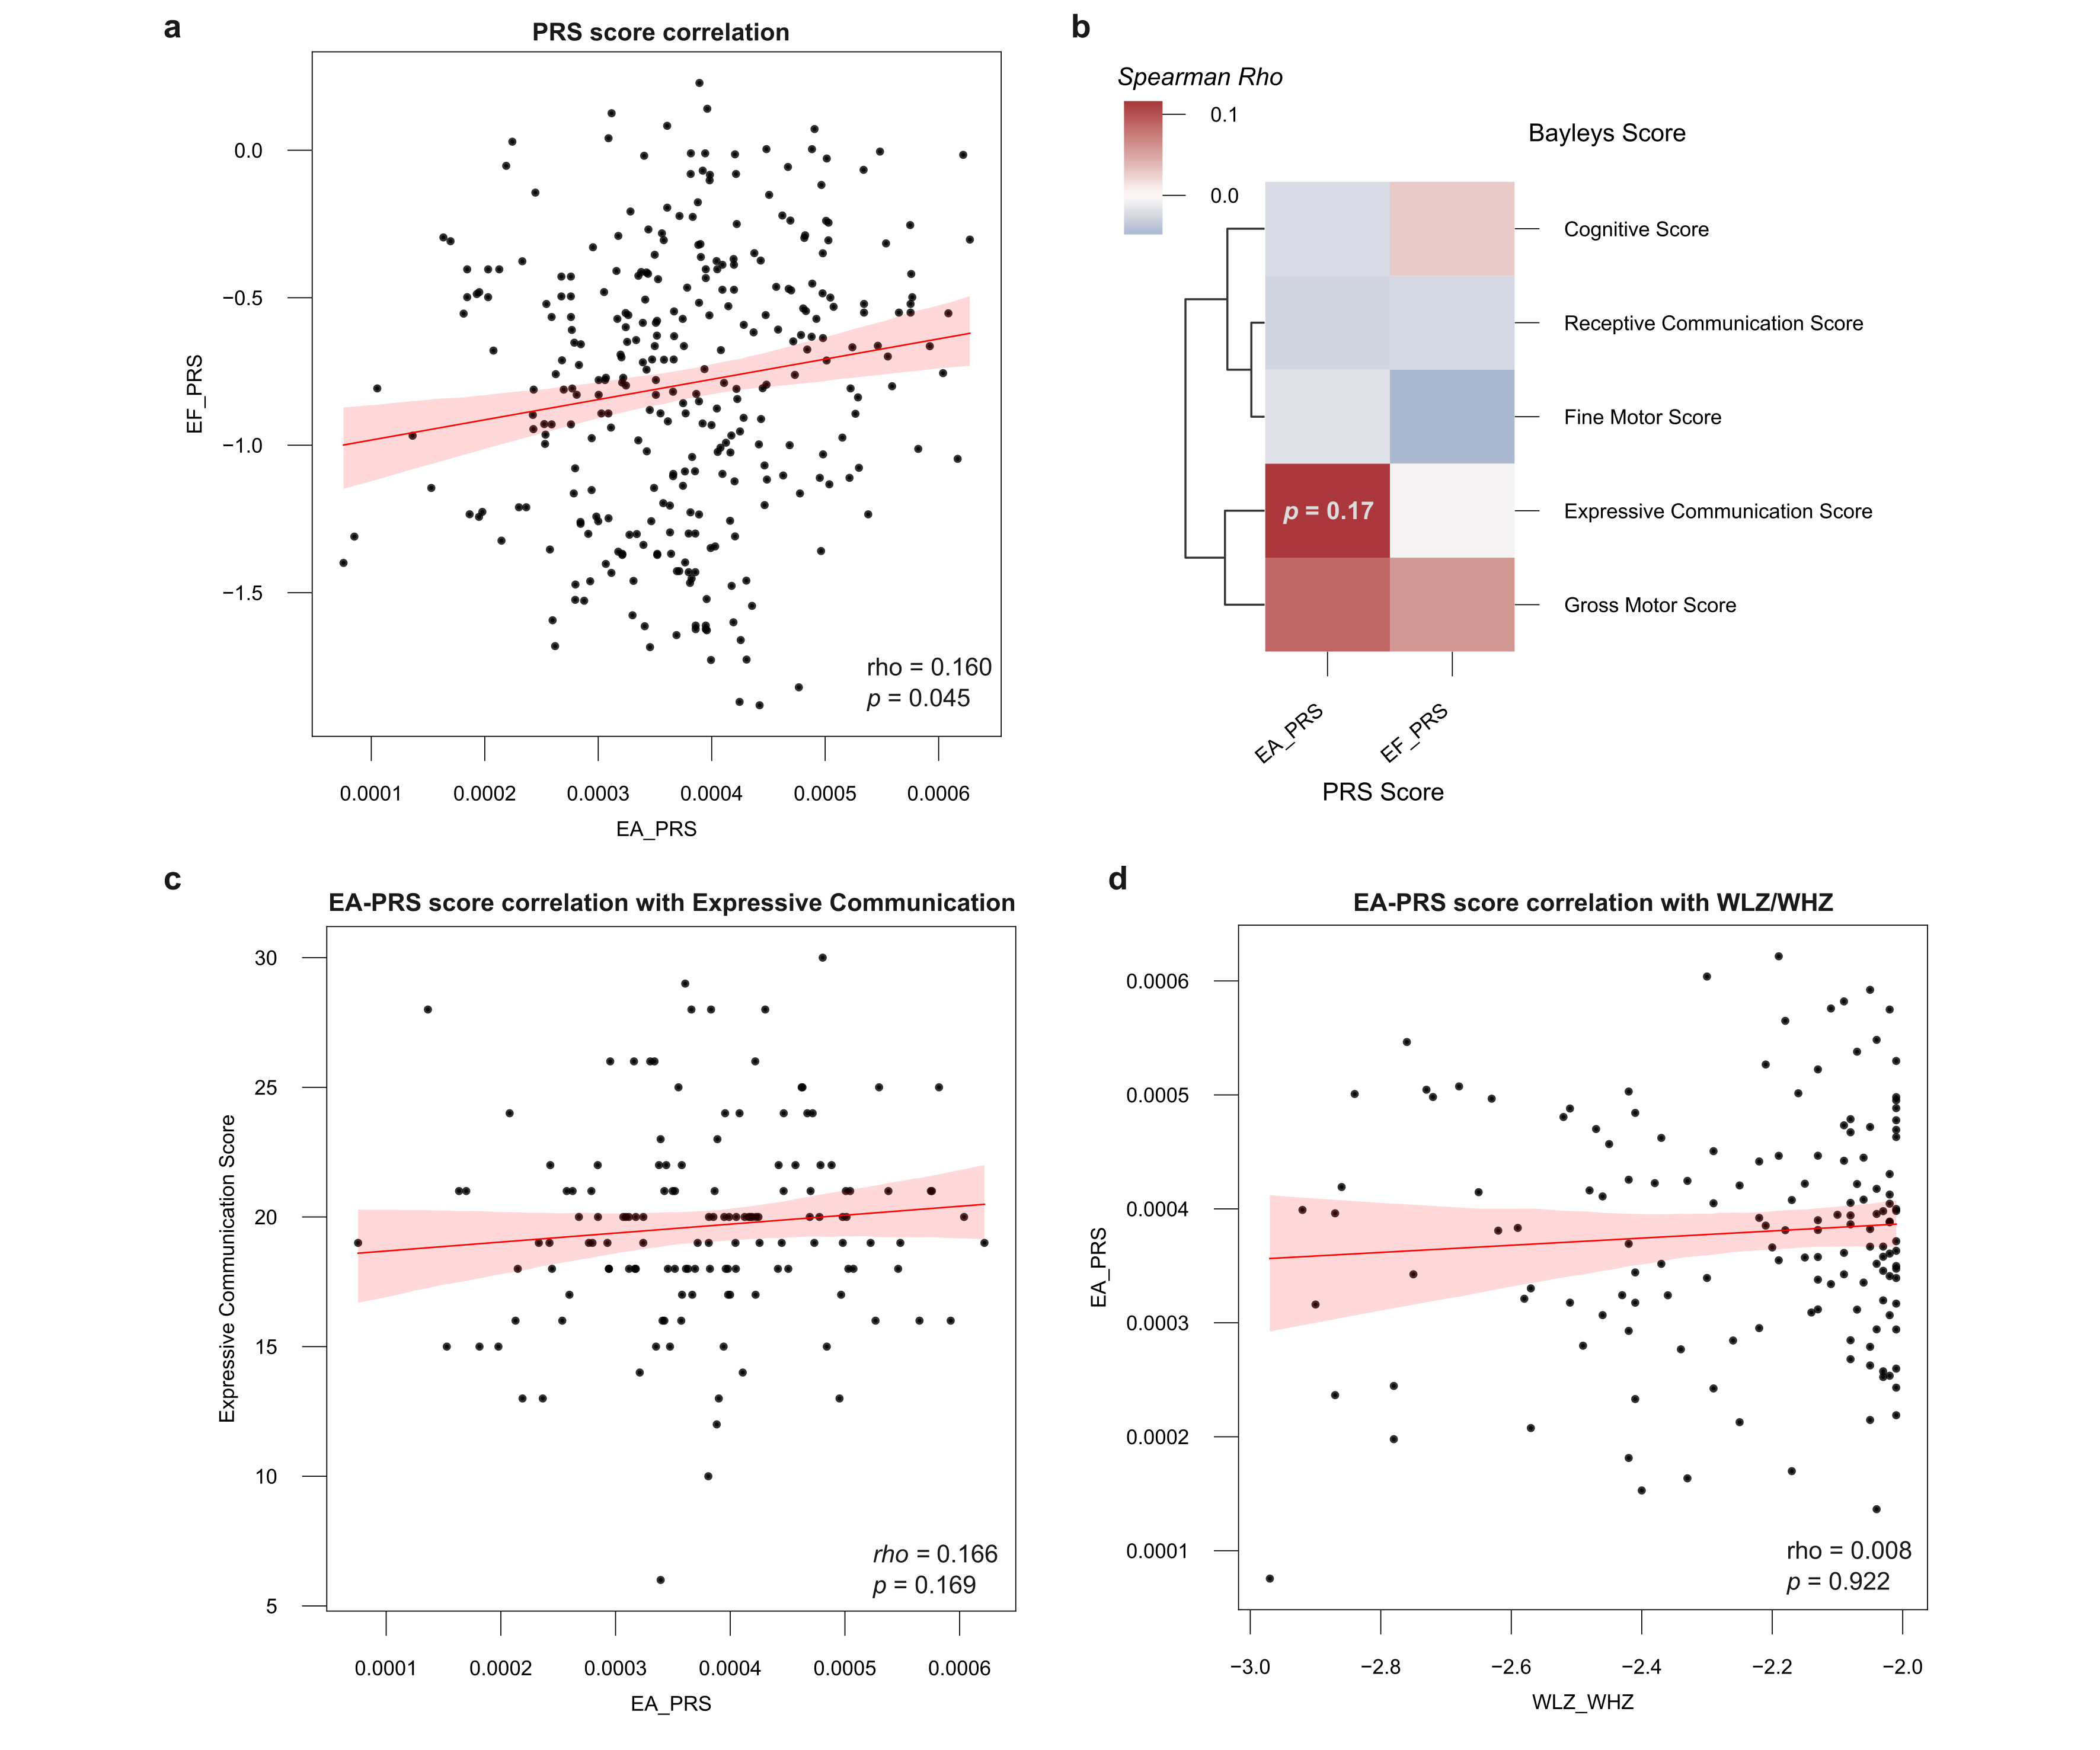 a
PRS score correlation
EF_PRS
0.0
−0.5
−1.0
−1.5
rho = 0.160
p = 0.045
0.0001 0.0002 0.0003 0.0004 0.0005 0.0006
EA_PRS
b
Spearman Rho
0.1
0.0
Bayleys Score
Cognitive Score
Receptive Communication Score
Fine Motor Score
p = 0.17
Expressive Communication Score
Gross Motor Score
EA_PRS EF_PRS
PRS Score
c
EA-PRS score correlation with Expressive Communication
Expressive Communication Score
30
25
20
15
10
5
rho = 0.166
p = 0.169
0.0001 0.0002 0.0003 0.0004 0.0005 0.0006
EA_PRS
d
EA-PRS score correlation with WLZ/WHZ
EA_PRS
0.0006
0.0005
0.0004
0.0003
0.0002
0.0001
rho = 0.008
p = 0.922
−3.0 −2.8 −2.6 −2.4 −2.2 −2.0
WLZ_WHZ